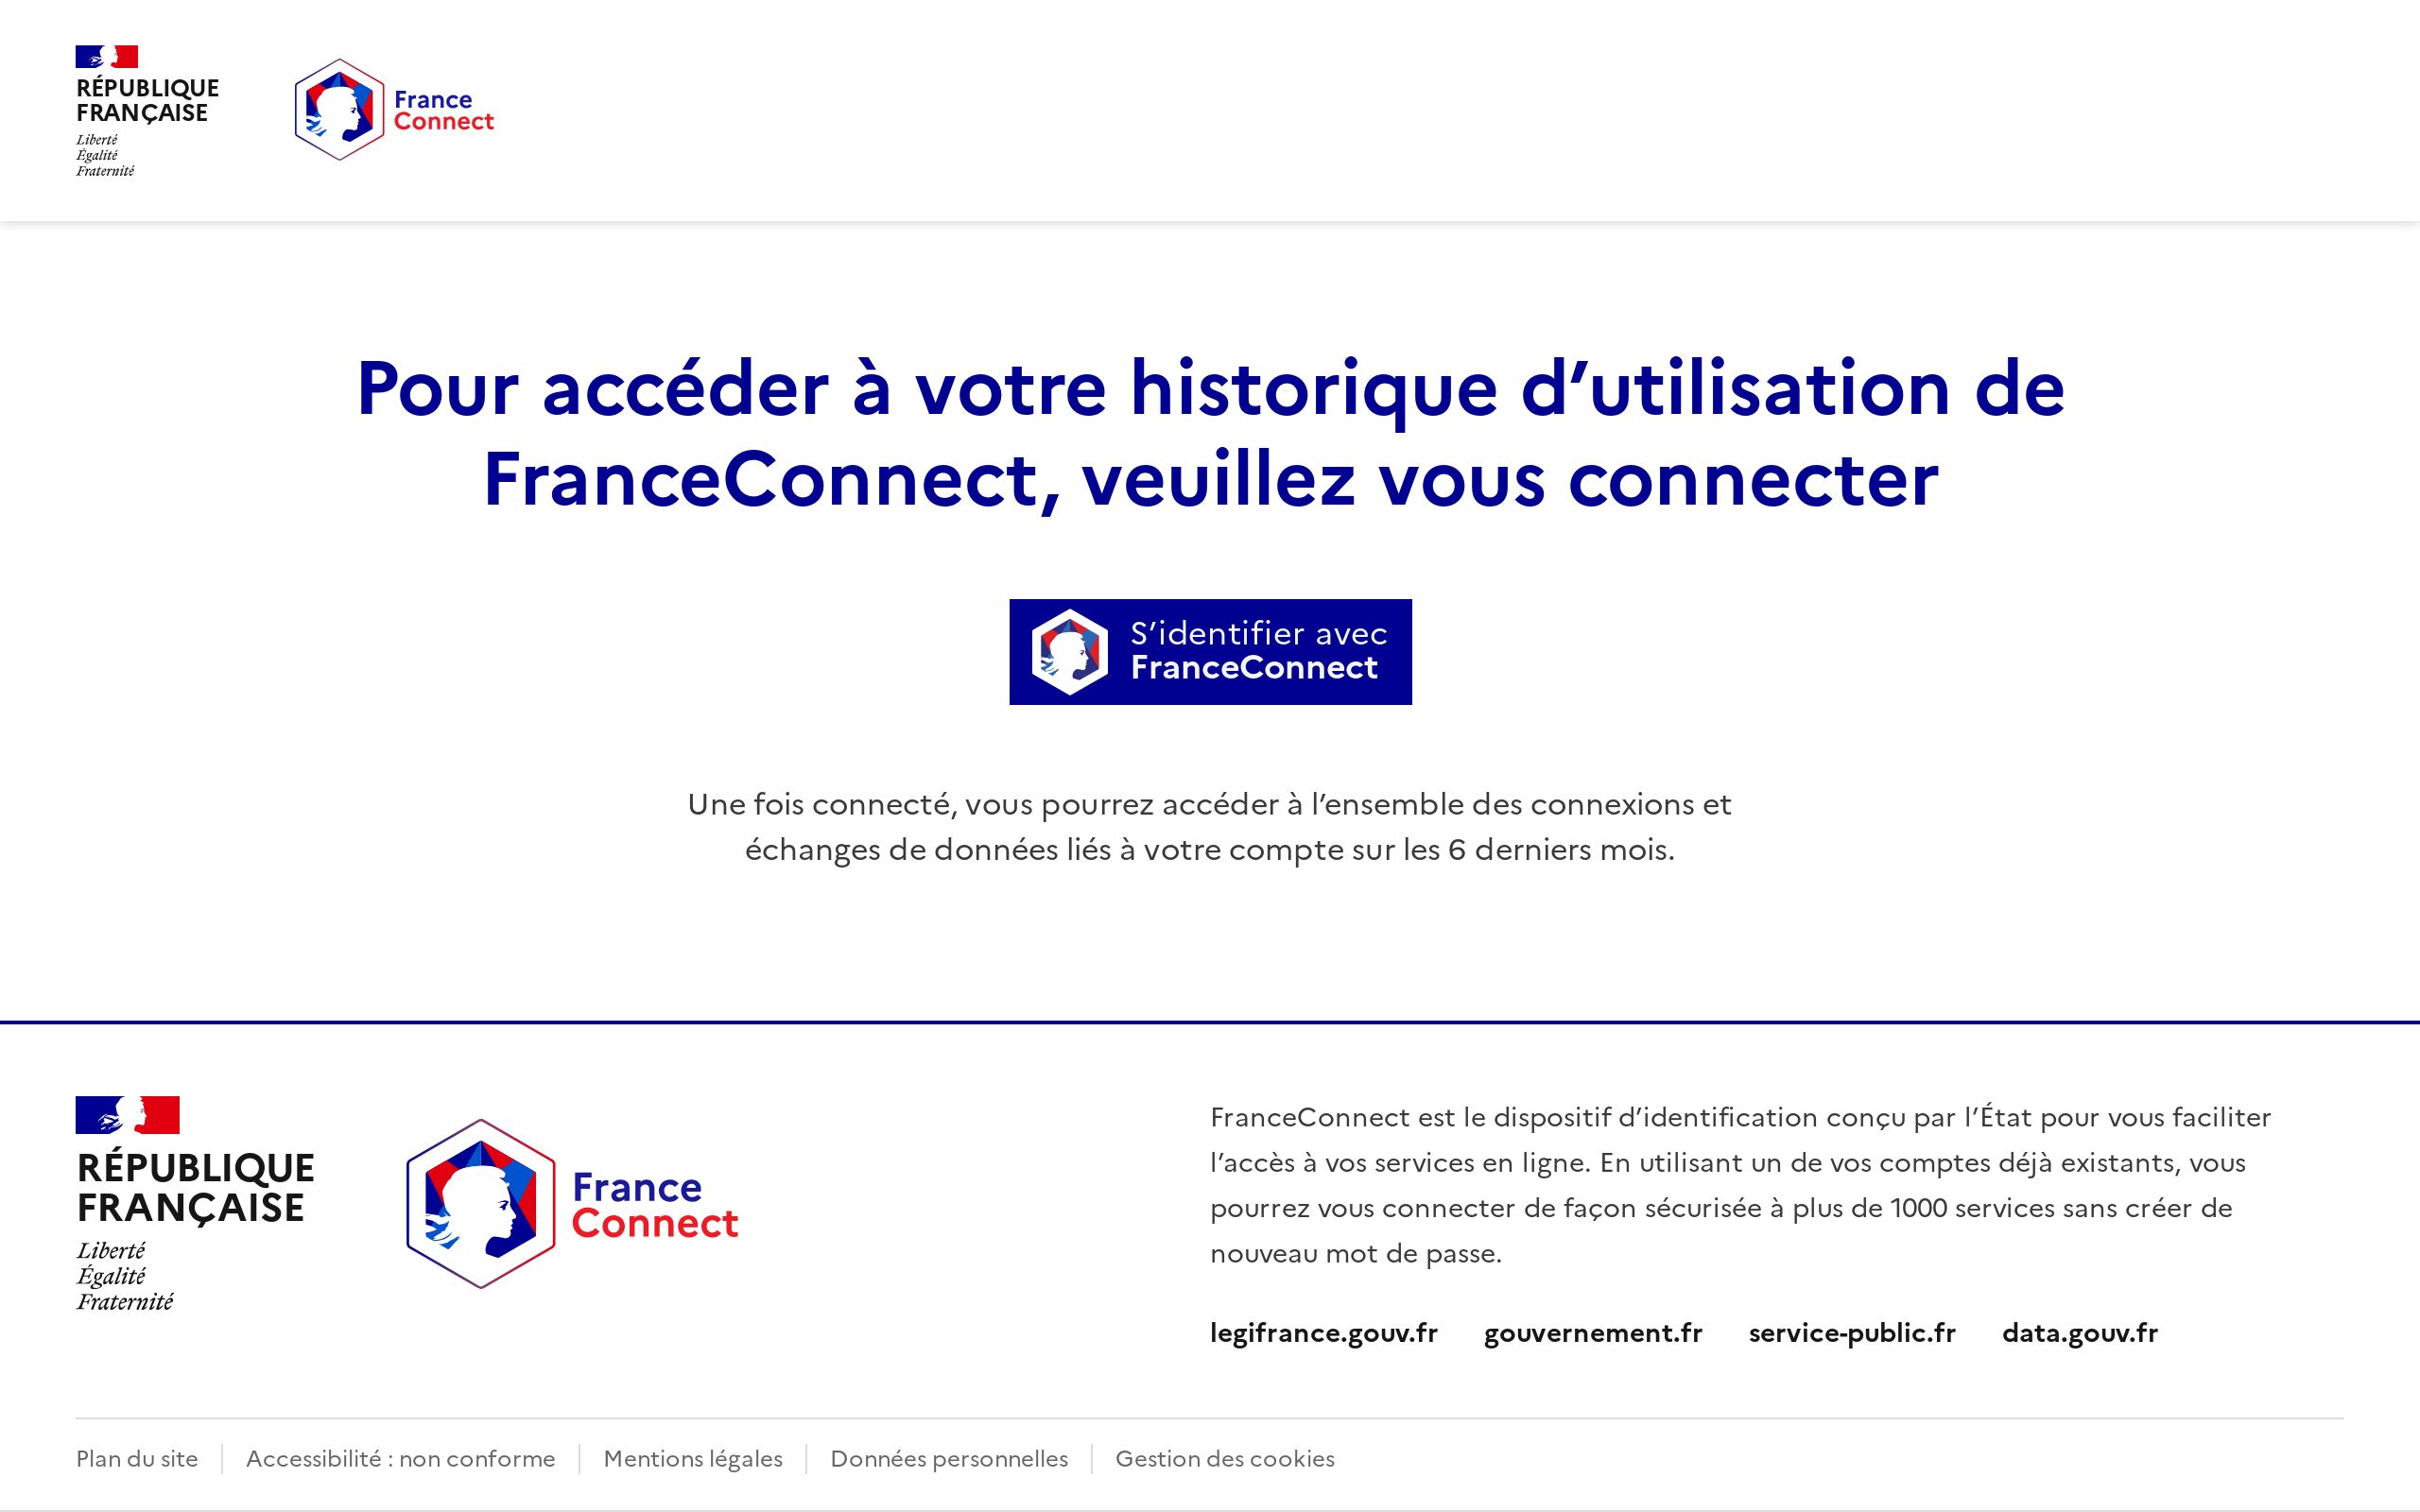 RÉPUBLIQUE
FRANÇAISE
Liberté
Égalité
Fraternité
France
Connect
Pour accéder à votre historique d’utilisation de
FranceConnect, veuillez vous connecter
S’identifier avec
FranceConnect
Une fois connecté, vous pourrez accéder à l’ensemble des connexions et
échanges de données liés à votre compte sur les 6 derniers mois.
RÉPUBLIQUE
FRANÇAISE
Liberté
Égalité
Fraternité
France
Connect
FranceConnect est le dispositif d’identification conçu par l’État pour vous faciliter
l’accès à vos services en ligne. En utilisant un de vos comptes déjà existants, vous
pourrez vous connecter de façon sécurisée à plus de 1000 services sans créer de
nouveau mot de passe.
legifrance.gouv.fr gouvernement.fr service-public.fr data.gouv.fr
Plan du site Accessibilité : non conforme Mentions légales Données personnelles Gestion des cookies